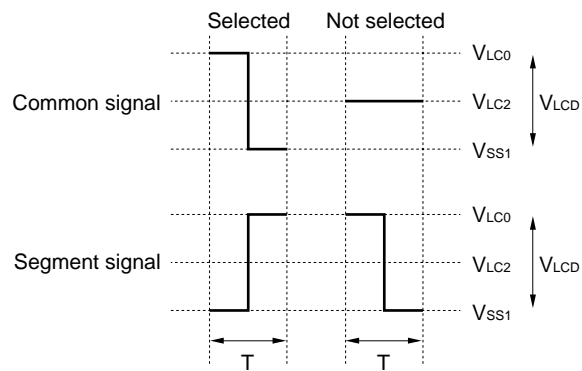 Selected Not selected
VLC0
Common signal VLC2 VLCD
VSS1
VLC0
Segment signal VLC2 VLCD
VSS1
T T